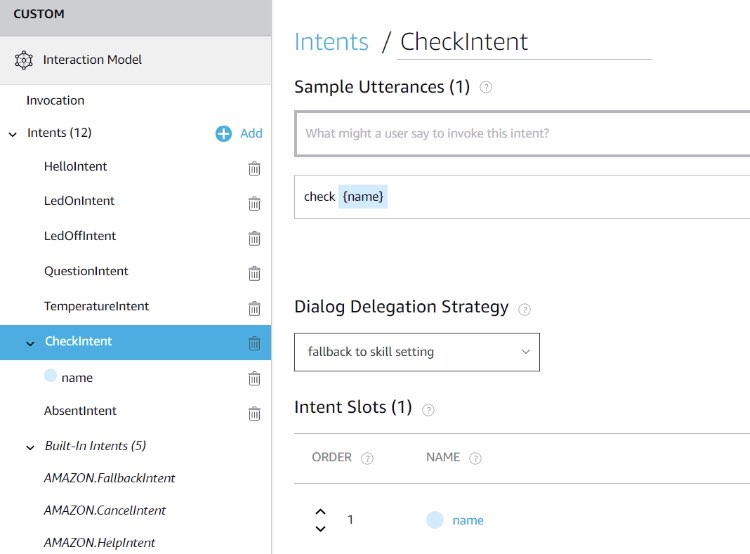 CUSTOM
Interaction Model
Invocation
Intents (12)
Add
HelloIntent
LedOnIntent
LedOffIntent
QuestionIntent
TemperatureIntent
CheckIntent
name
AbsentIntent
Built-In Intents (5)
AMAZON.FallbackIntent
AMAZON.CancelIntent
AMAZON.HelpIntent
Intents / CheckIntent
Sample Utterances (1) ?
What might a user say to invoke this intent?
check {name}
Dialog Delegation Strategy ?
fallback to skill setting
Intent Slots (1) ?
ORDER ? NAME ?
1 name